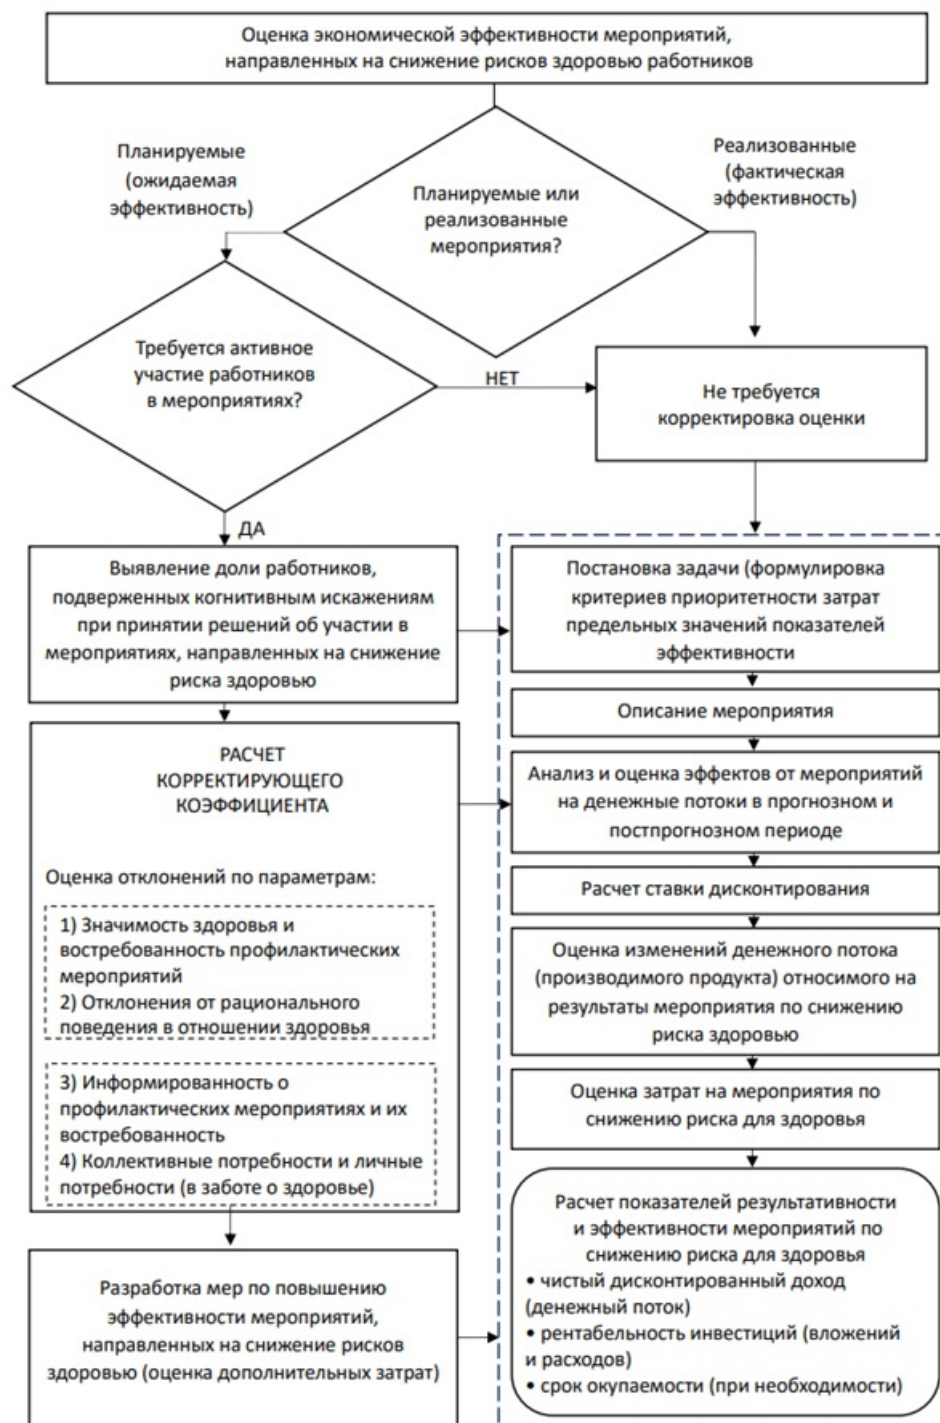 Оценка экономической эффективности мероприятий,
направленных на снижение рисков здоровью работников
Планируемые
(ожидаемая
эффективность)
Планируемые или
реализованные
мероприятия?
Реализованные
(фактическая
эффективность)
Требуется активное
участие работников
в мероприятиях?
НЕТ
Не требуется
корректировка оценки
ДА
Выявление доли работников,
подверженных когнитивным искажениям
при принятии решений об участии в
мероприятиях, направленных на снижение
риска здоровью
РАСЧЕТ
КОРРЕКТИРУЮЩЕГО
КОЭФФИЦИЕНТА
Оценка отклонений по параметрам:
1) Значимость здоровья и
востребованность профилактических
мероприятий
2) Отклонения от рационального
поведения в отношении здоровья
3) Информированность о
профилактических мероприятиях и их
востребованность
4) Коллективные потребности и личные
потребности (в заботе о здоровье)
Разработка мер по повышению
эффективности мероприятий,
направленных на снижение рисков
здоровью (оценка дополнительных затрат)
Постановка задачи (формулировка
критериев приоритетности затрат
предельных значений показателей
эффективности
Описание мероприятия
Анализ и оценка эффектов от мероприятий
на денежные потоки в прогнозном и
постпрогнозном периоде
Расчет ставки дисконтирования
Оценка изменений денежного потока
(производимого продукта) относимого на
результаты мероприятия по снижению
риска здоровью
Оценка затрат на мероприятия по
снижению риска для здоровья
Расчет показателей результативности
и эффективности мероприятий по
снижению риска для здоровья
• чистый дисконтированный доход
(денежный поток)
• рентабельность инвестиций (вложений
и расходов)
• срок окупаемости (при необходимости)